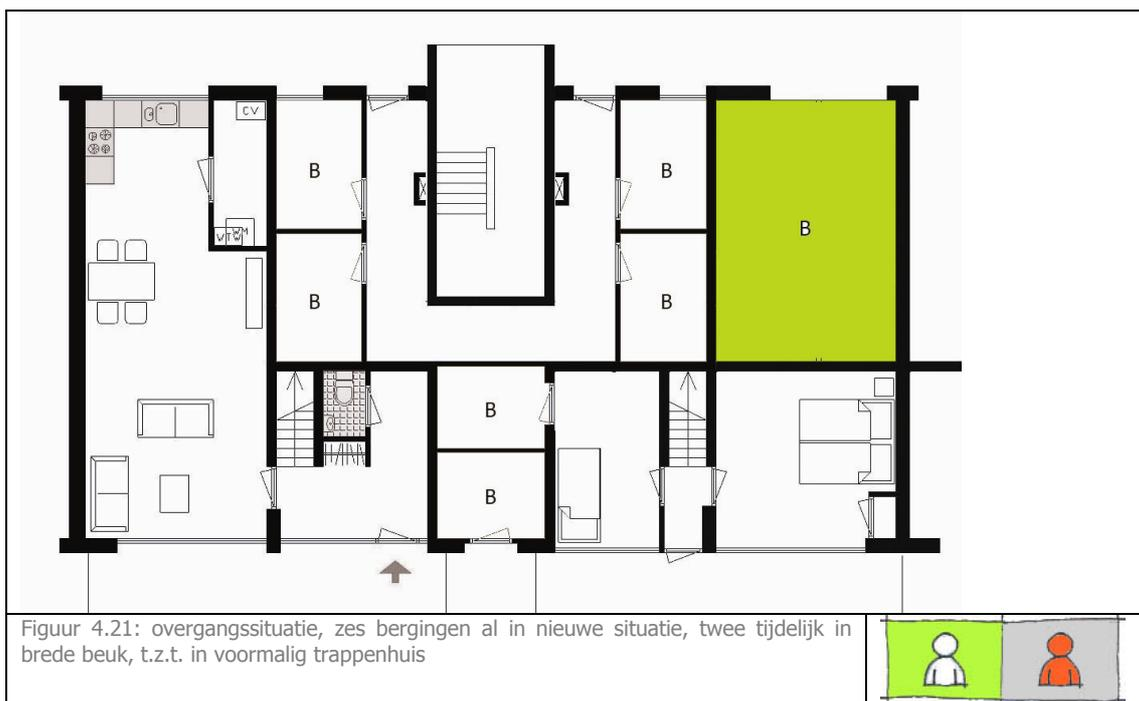 CV
B
B
B
WM
WTW
B
B
B
B
B
Figuur 4.21: overgangssituatie, zes bergingen al in nieuwe situatie, twee tijdelijk in
brede beuk, t.z.t. in voormalig trappenhuis